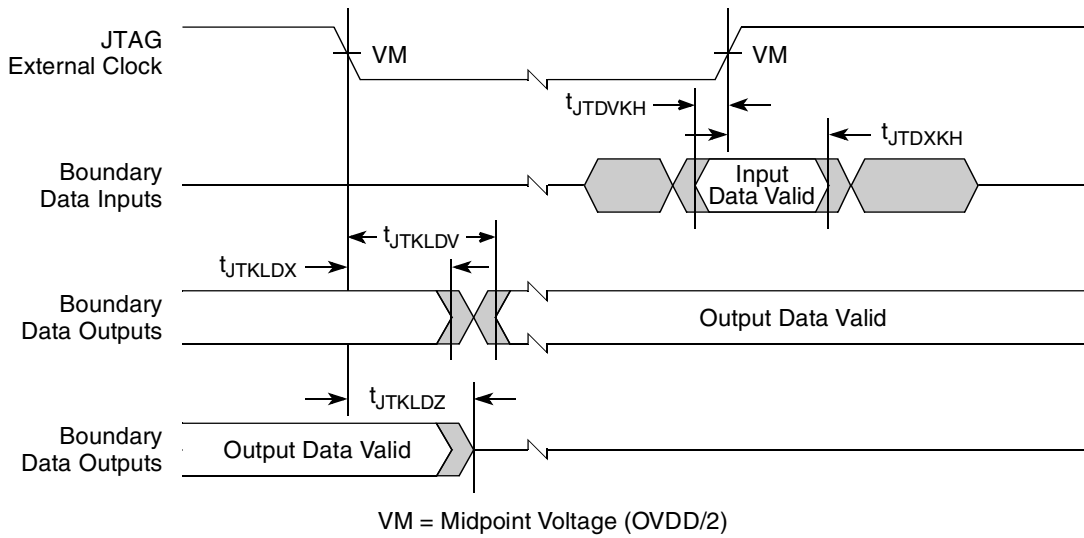 JTAG
External Clock
VM
VM
tJTDVKH
tJTDXKH
Boundary
Data Inputs
Input
Data Valid
tJTKLDV
tJTKLDX
Boundary
Data Outputs
Output Data Valid
tJTKLDZ
Boundary
Data Outputs
Output Data Valid
VM = Midpoint Voltage (OVDD/2)